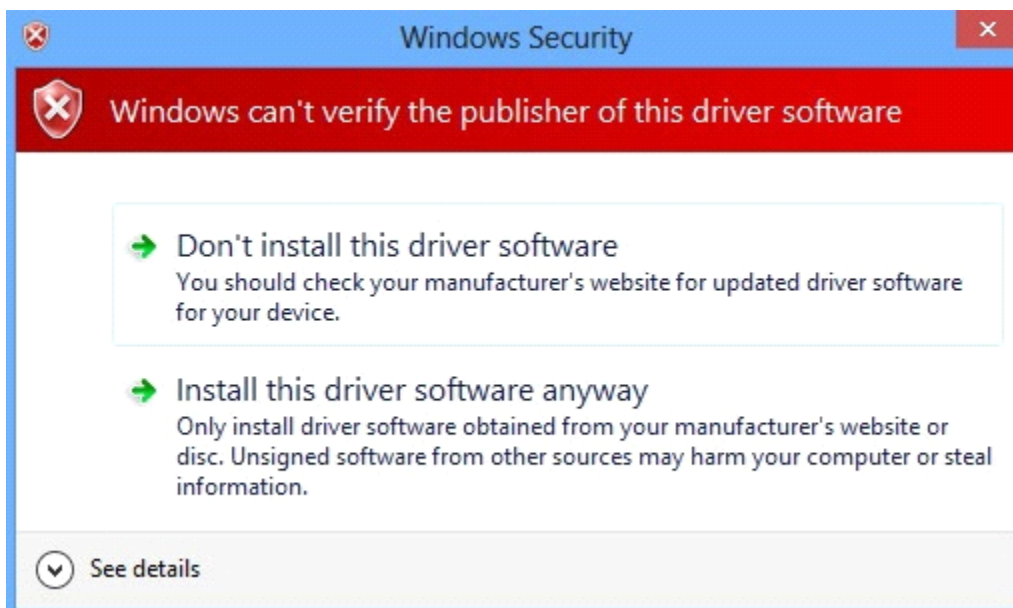 Windows Security
Windows can't verify the publisher of this driver software
Don't install this driver software
You should check your manufacturer's website for updated driver software
for your device.
Install this driver software anyway
Only install driver software obtained from your manufacturer's website or
disc. Unsigned software from other sources may harm your computer or steal
information.
See details